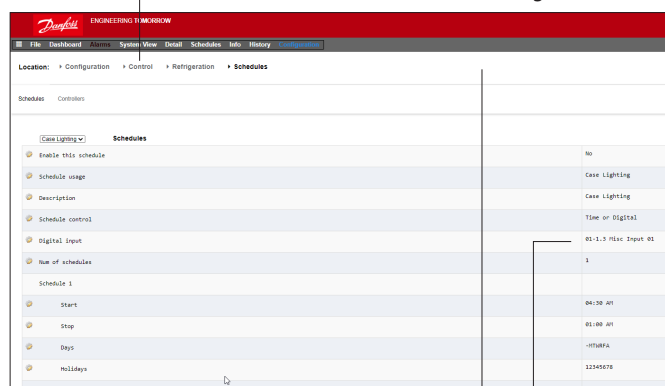 Danfoss ENGINEERING TOMORROW
File Dashboard Alarms System View Detail Schedules Info History Configuration
Location: Configuration Control Refrigeration Schedules
Schedules Controllers
Case Lighting Schedules
Enable this schedule No
Schedule usage Case Lighting
Description Case Lighting
Schedule control Time or Digital
Digital input 01-1.3 Misc Input 01
Num of schedules 1
Schedule 1
Start 04:30 AM
Stop 01:00 AM
Days -MTWRFA
Holidays 12345678